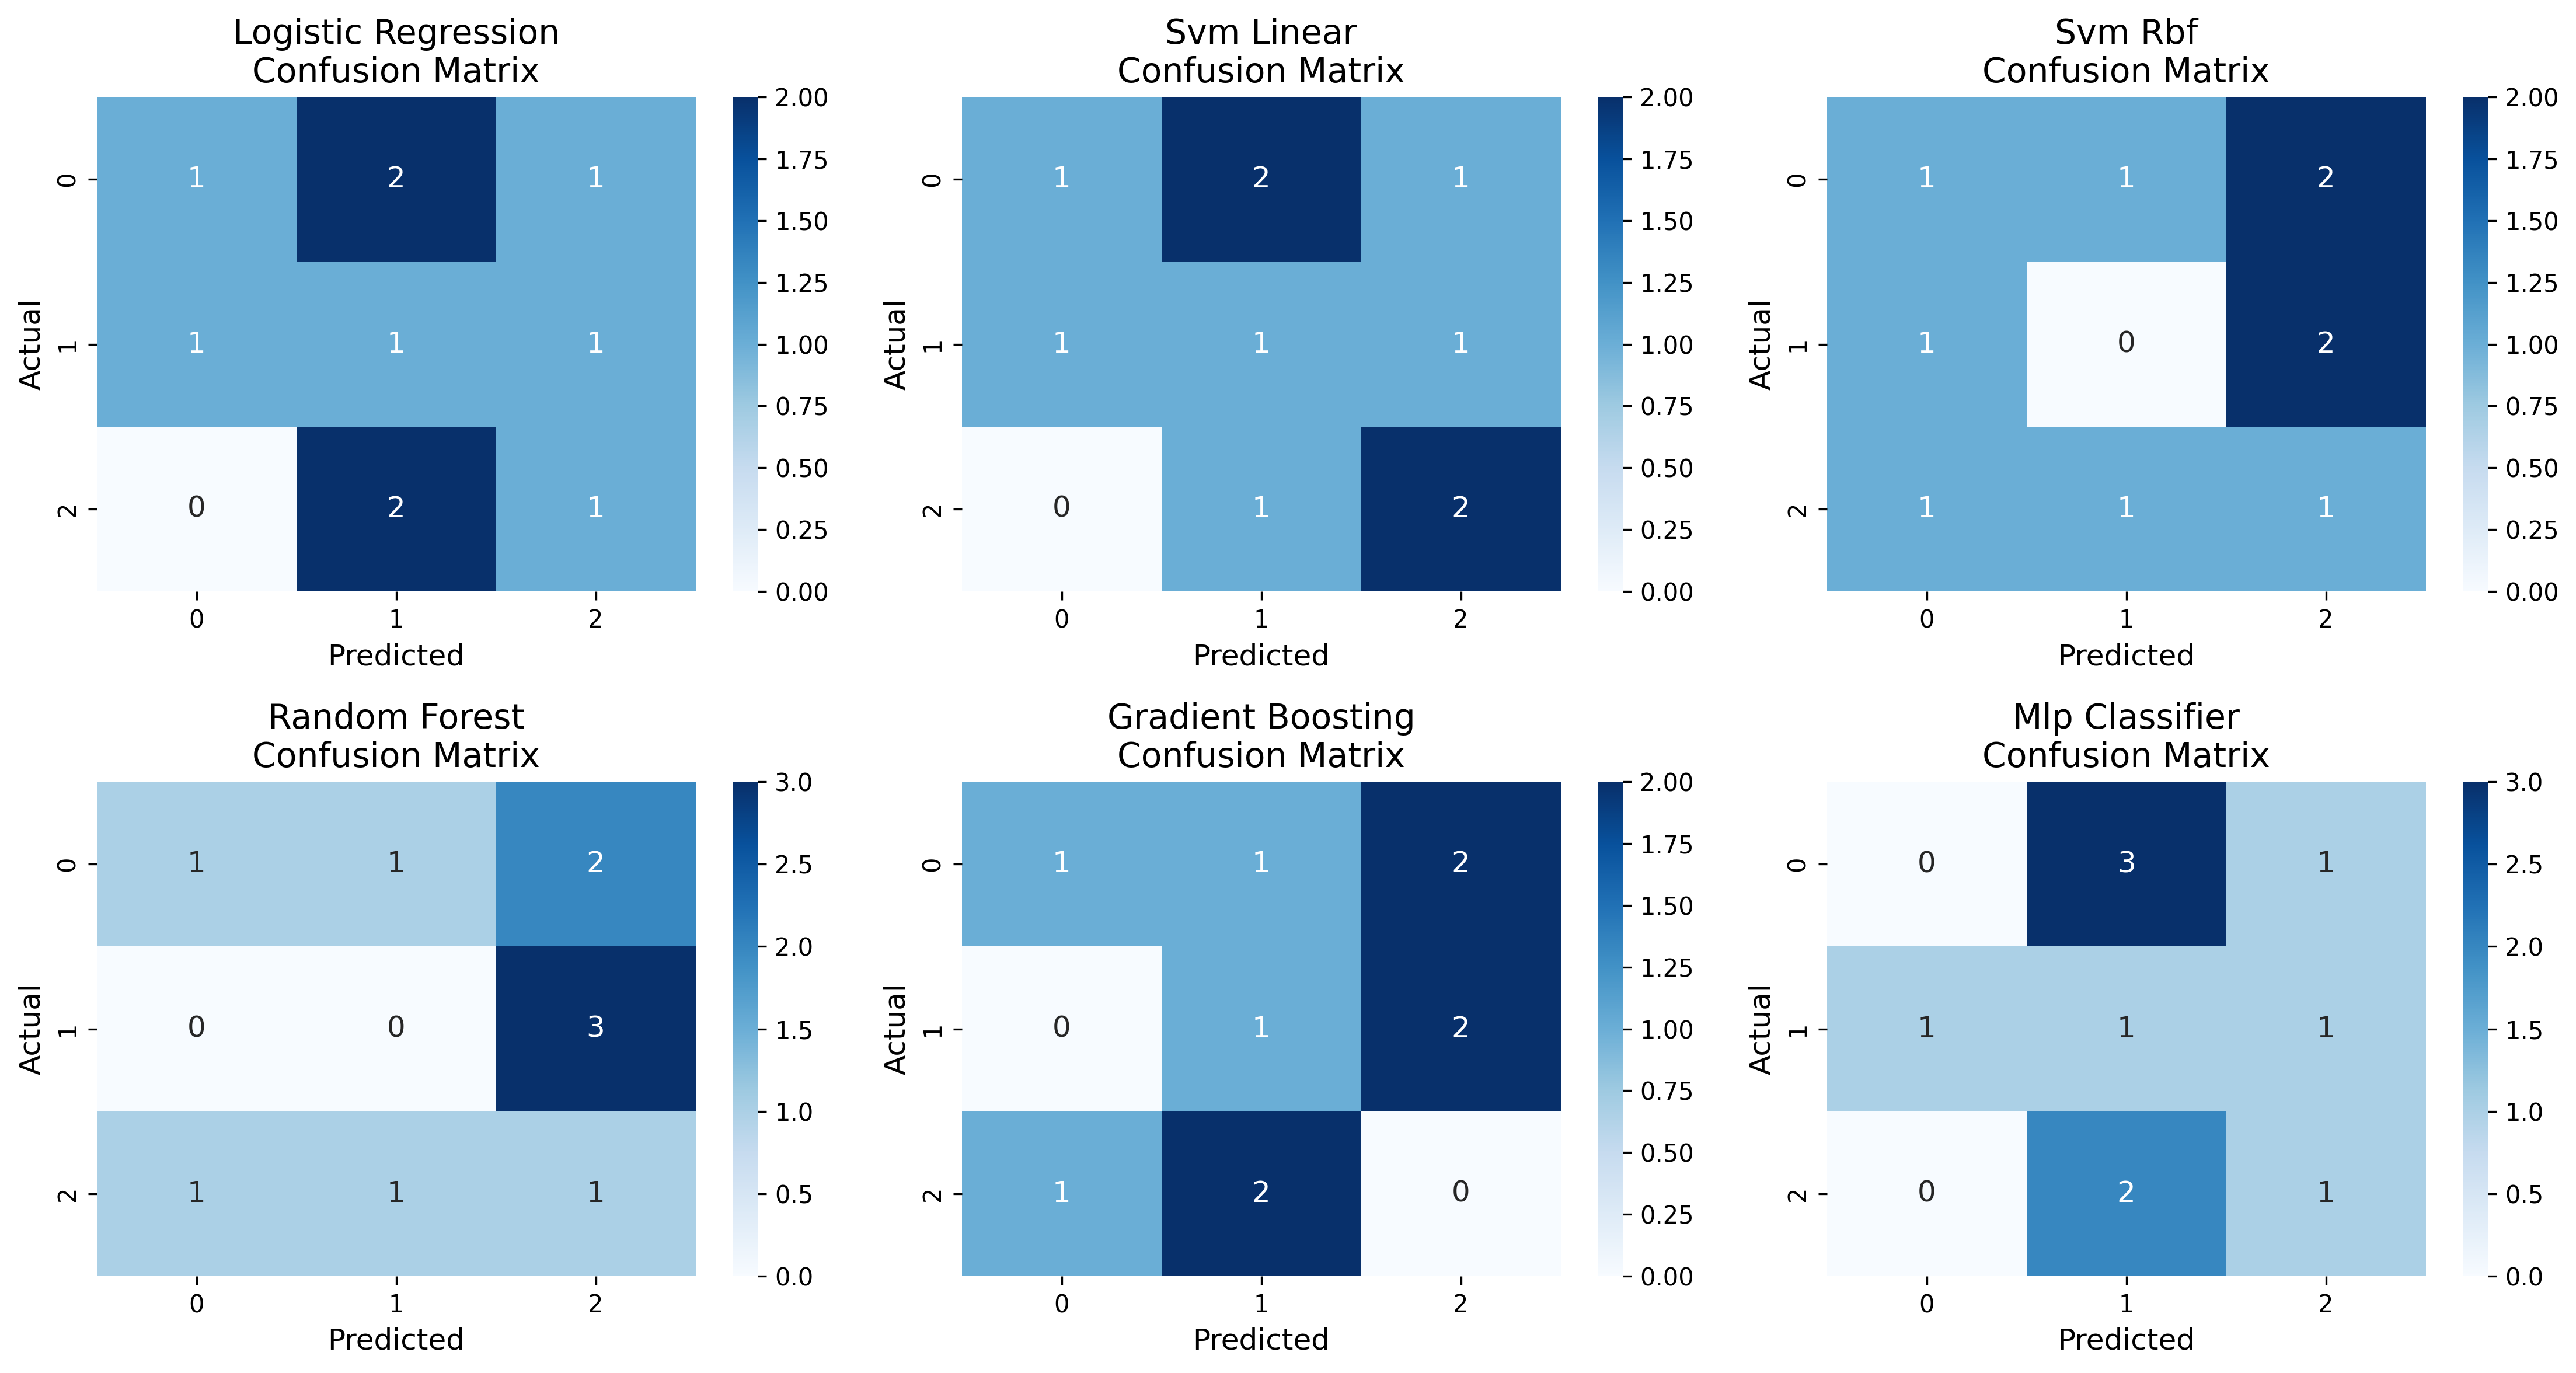 Logistic Regression
Confusion Matrix
Actual
0
1
2
1 2 1
1 1 1
0 2 1
0 1 2
Predicted
2.00
1.75
1.50
1.25
1.00
0.75
0.50
0.25
0.00
Svm Linear
Confusion Matrix
Actual
0
1
2
1 2 1
1 1 1
0 1 2
0 1 2
Predicted
2.00
1.75
1.50
1.25
1.00
0.75
0.50
0.25
0.00
Svm Rbf
Confusion Matrix
Actual
0
1
2
1 1 2
1 0 2
1 1 1
0 1 2
Predicted
2.00
1.75
1.50
1.25
1.00
0.75
0.50
0.25
0.00
Random Forest
Confusion Matrix
Actual
0
1
2
1 1 2
0 0 3
1 1 1
0 1 2
Predicted
3.0
2.5
2.0
1.5
1.0
0.5
0.0
Gradient Boosting
Confusion Matrix
Actual
0
1
2
1 1 2
0 1 2
1 2 0
0 1 2
Predicted
2.00
1.75
1.50
1.25
1.00
0.75
0.50
0.25
0.00
Mlp Classifier
Confusion Matrix
Actual
0
1
2
0 3 1
1 1 1
0 2 1
0 1 2
Predicted
3.0
2.5
2.0
1.5
1.0
0.5
0.0